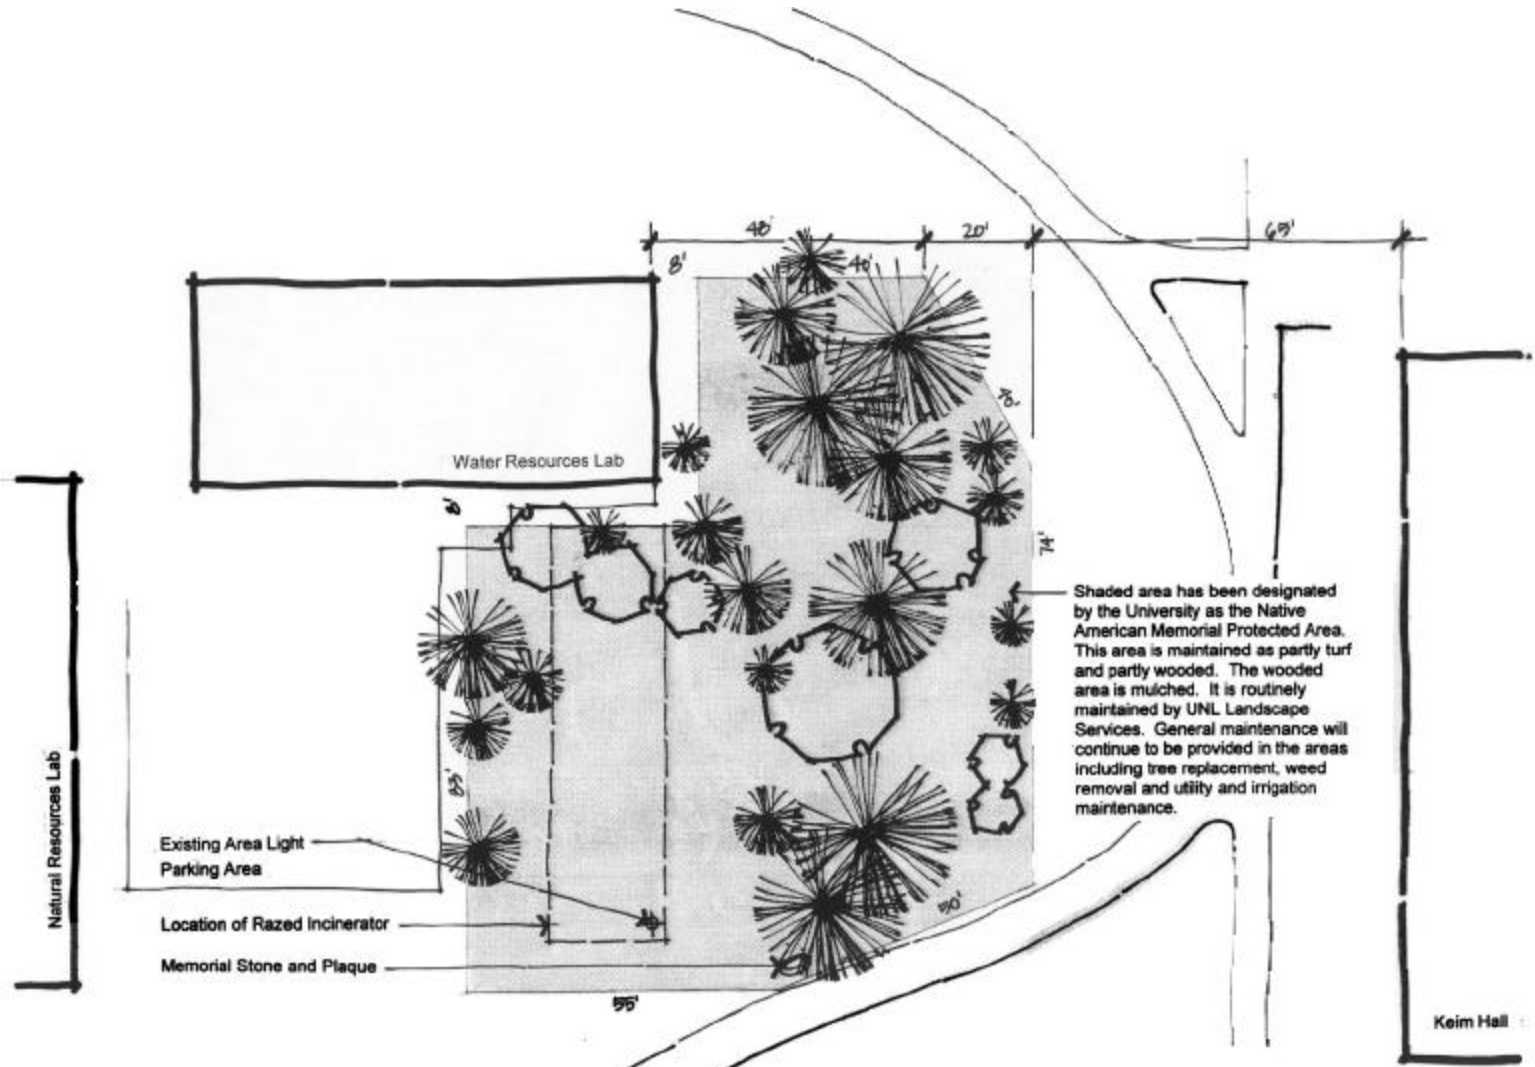 48'
20'
65'
8'
40'
Water Resources Lab
8'
74'
Shaded area has been designated
by the University as the Native
American Memorial Protected Area.
This area is maintained as partly turf
and partly wooded. The wooded
area is mulched. It is routinely
maintained by UNL Landscape
Services. General maintenance will
continue to be provided in the areas
including tree replacement, weed
removal and utility and irrigation
maintenance.
Natural Resources Lab
83'
Existing Area Light
Parking Area
Location of Razed Incinerator
Memorial Stone and Plaque
50'
55'
Keim Hall